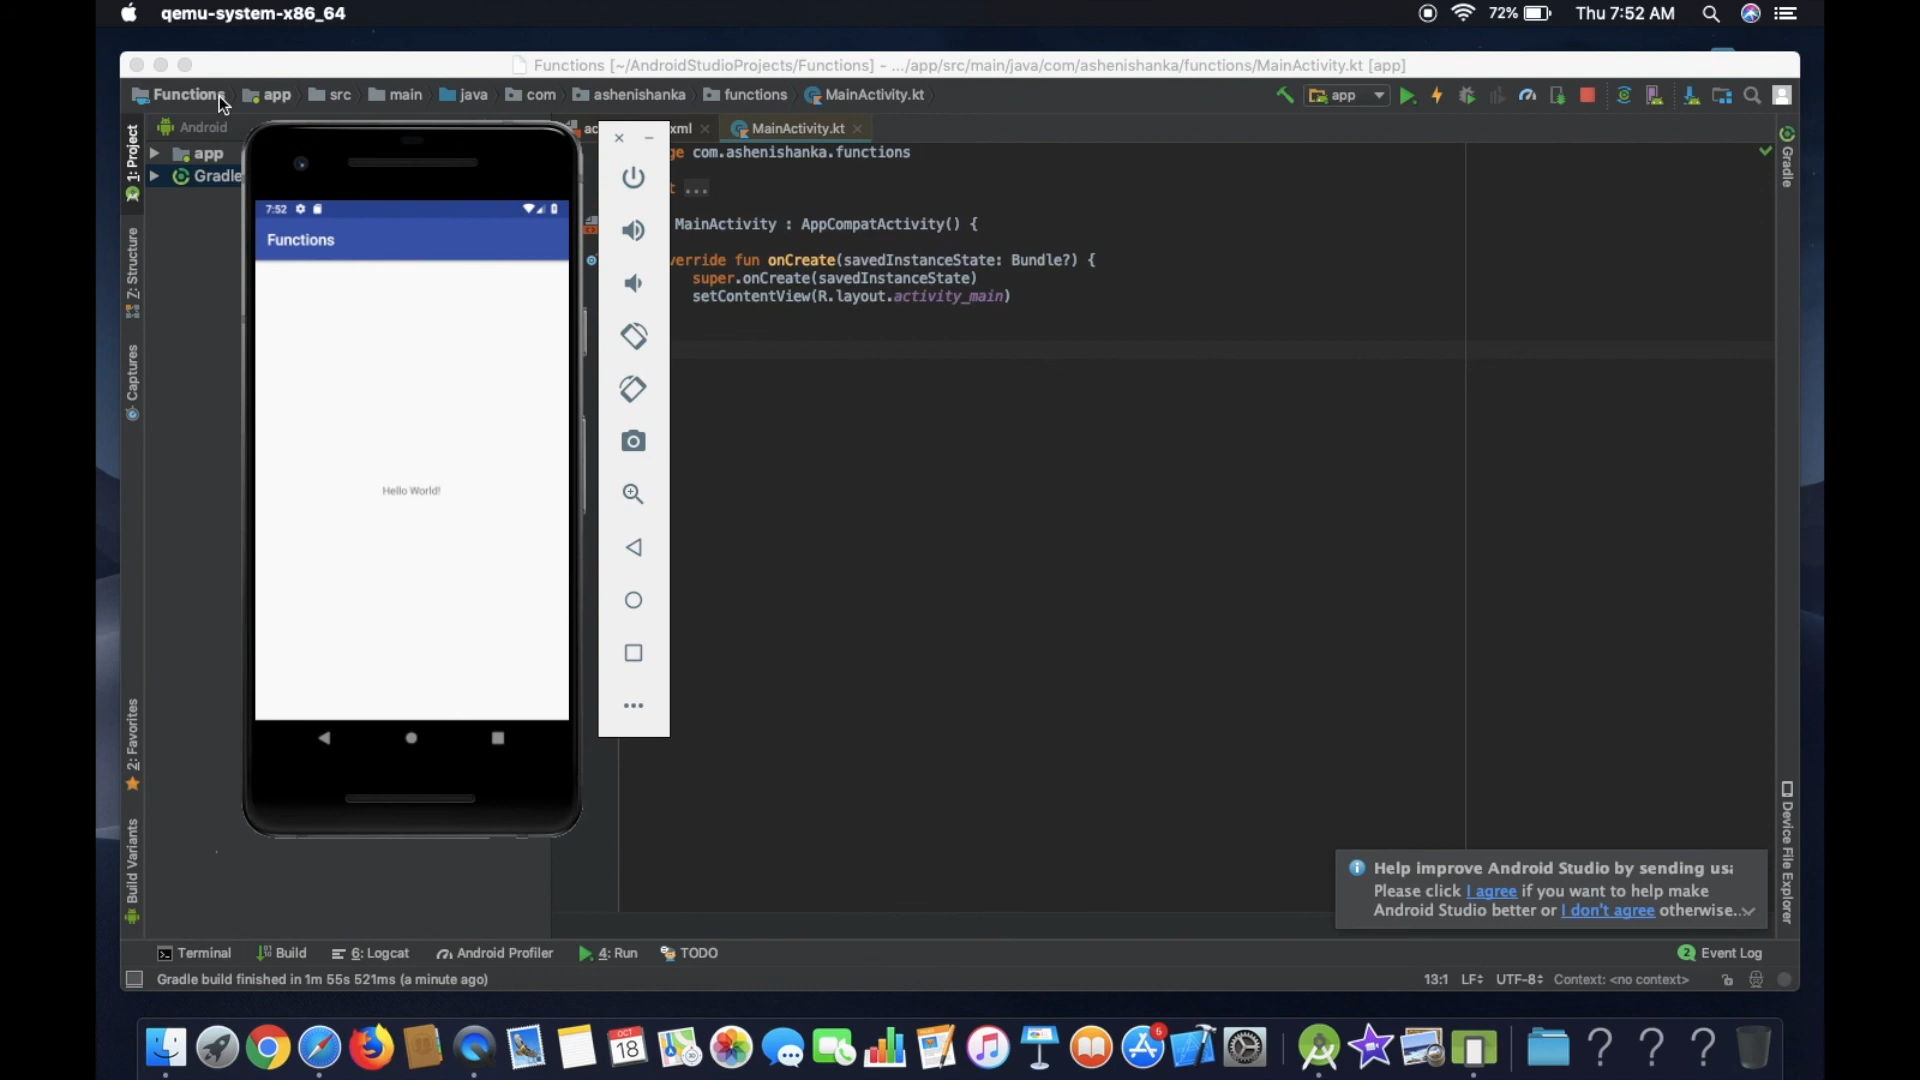 qemu-system-x86_64
72%
Thu 7:52 AM
Functions [~/AndroidStudioProjects/Functions] - .../app/src/main/java/com/ashenishanka/functions/MainActivity.kt [app]
Functions
app
src
main
java
com
ashenishanka
functions
MainActivity.kt
app
1: Project
Android
xml
MainActivity.kt
Gradle
app
Gradle
Z: Structure
Captures
2: Favorites
Build Variants
7:52
Functions
Hello World!
com.ashenishanka.functions
...
MainActivity : AppCompatActivity() {
fun onCreate(savedInstanceState: Bundle?) {
super.onCreate(savedInstanceState)
setContentView(R.layout.activity_main)
Device File Explorer
Help improve Android Studio by sending
Please click I agree if you want to help make
Android Studio better or I don't agree otherwise...
Terminal
Build
6: Logcat
Android Profiler
4: Run
TODO
2 Event Log
Gradle build finished in 1m 55s 521ms (a minute ago)
13:1
LF
UTF-8
Context: <no context>
OCT
18
5
? ? ?